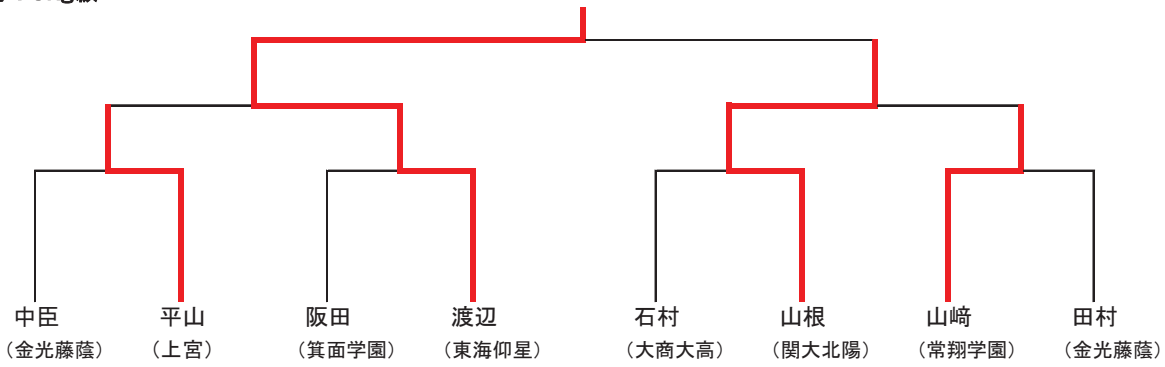 中臣 平山 阪田 渡辺 石村 山根 山﨑 田村
（金光藤蔭） （上宮） （箕面学園） （東海仰星） （大商大高） （関大北陽） （常翔学園） （金光藤蔭）